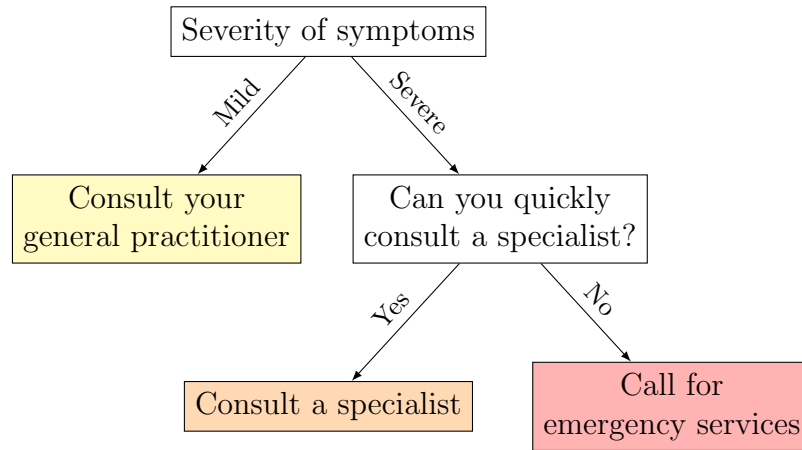 Severity of symptoms
Mild
Severe
Consult your
general practitioner
Can you quickly
consult a specialist?
Yes
No
Consult a specialist
Call for
emergency services